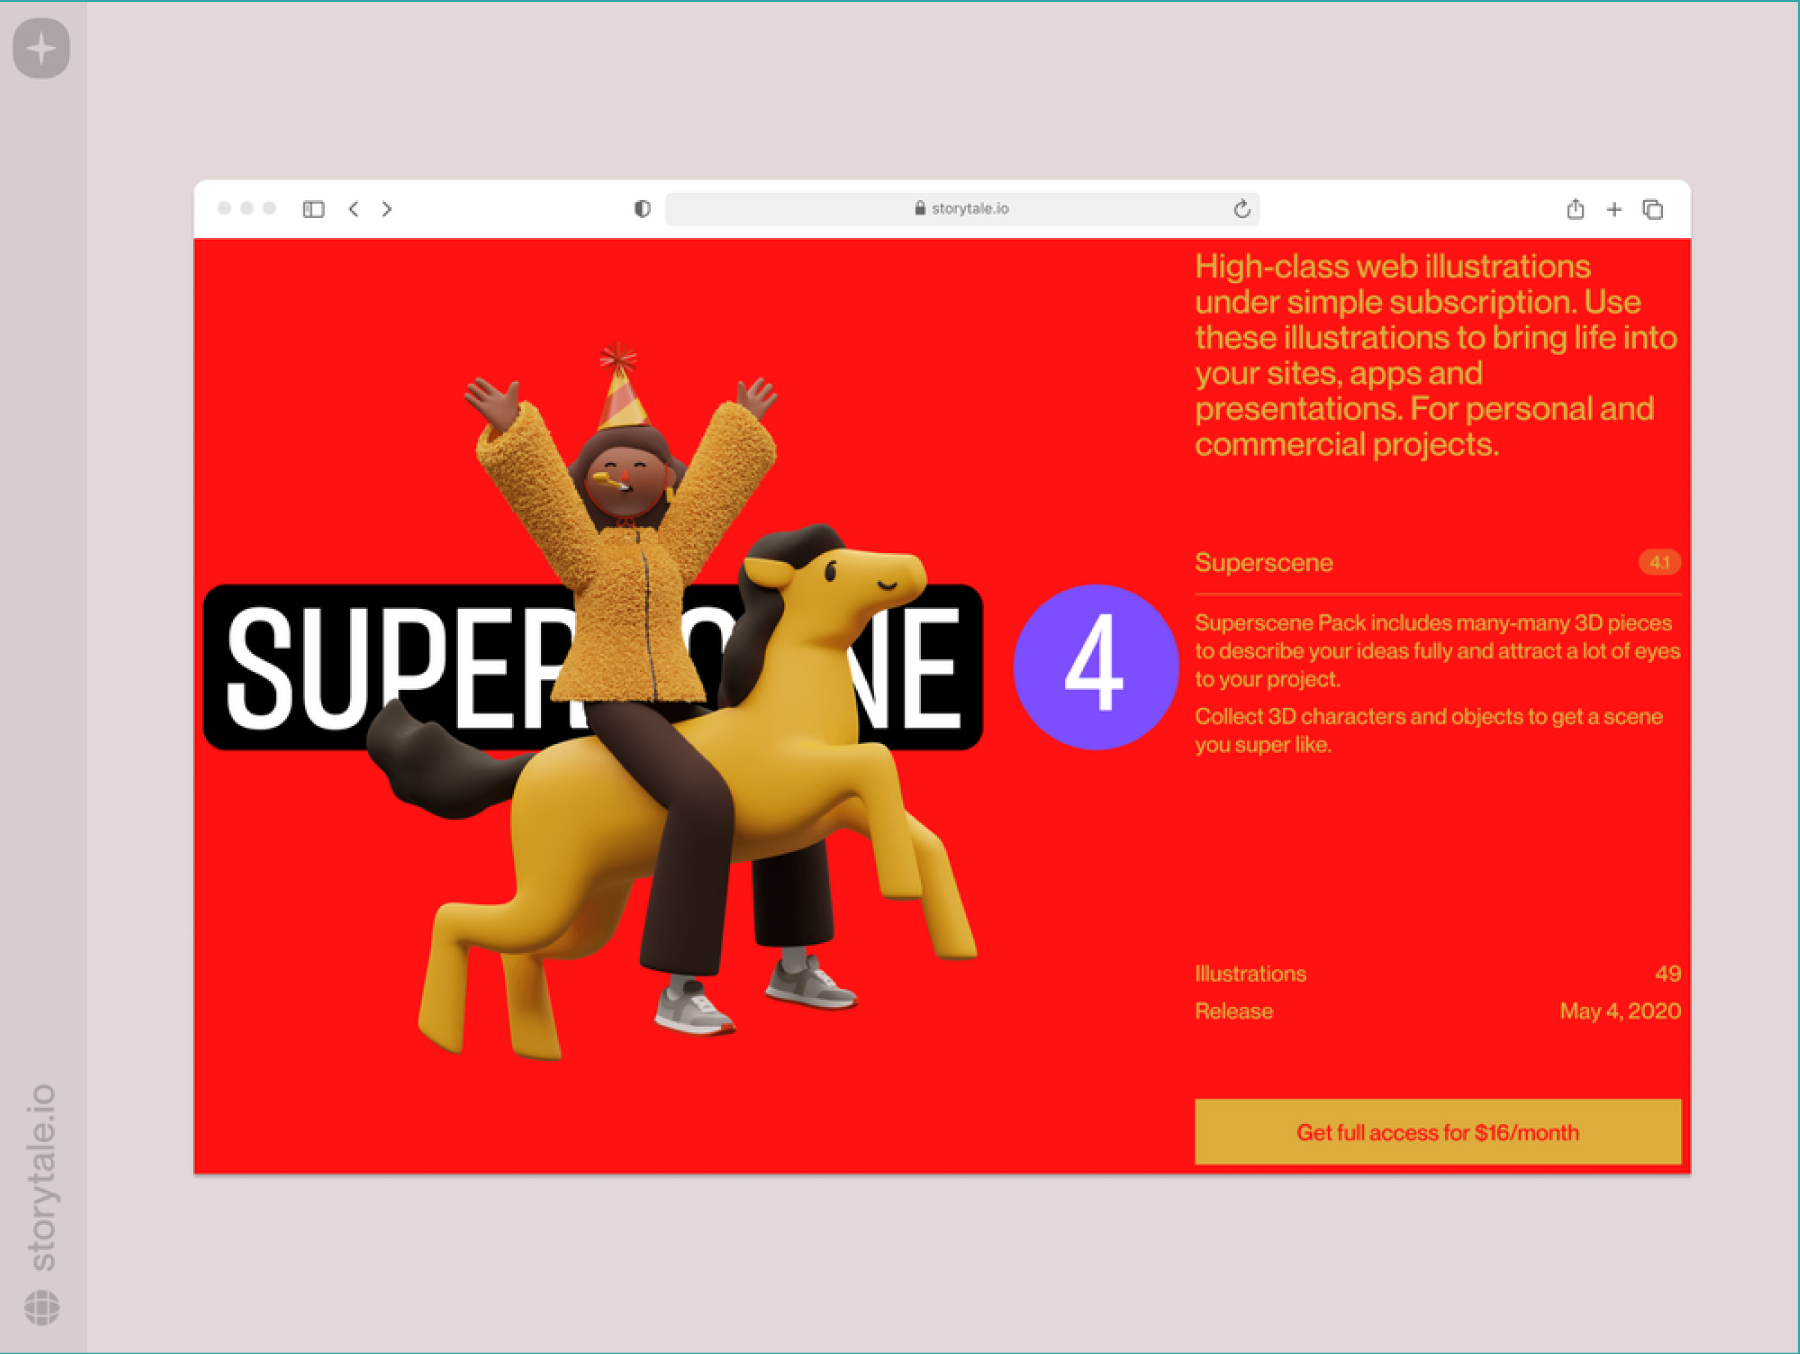 storytale.io
High-class web illustrations
under simple subscription. Use
these illustrations to bring life into
your sites, apps and
presentations. For personal and
commercial projects.
SUPER NE
4
Superscene
4.1
Superscene Pack includes many-many 3D pieces
to describe your ideas fully and attract a lot of eyes
to your project.
Collect 3D characters and objects to get a scene
you super like.
Illustrations 49
Release May 4, 2020
Get full access for $16/month
storytale.io